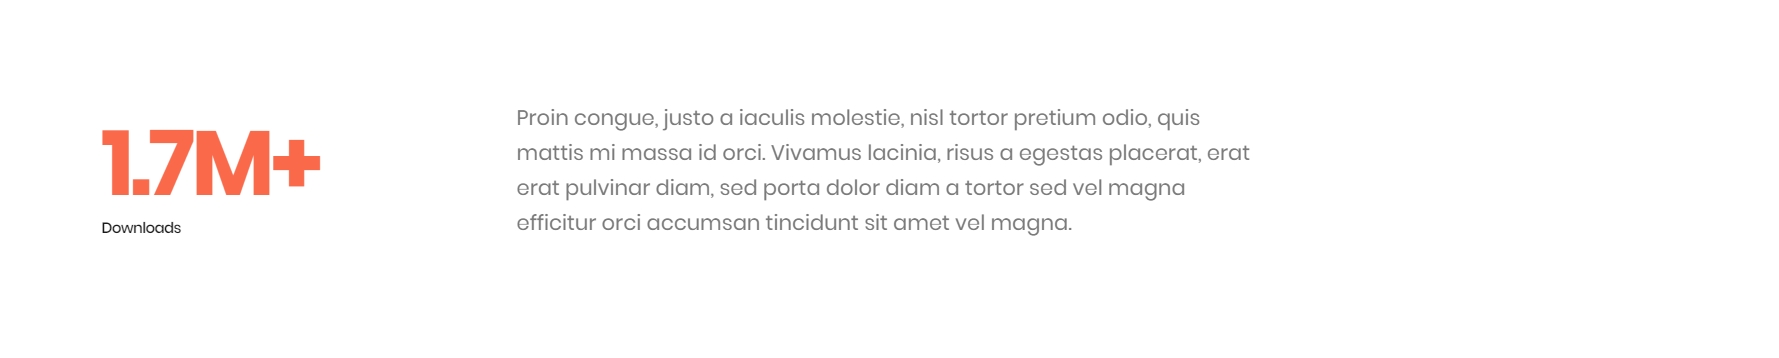 1.7M+
Downloads
Proin congue, justo a iaculis molestie, nisl tortor pretium odio, quis
mattis mi massa id orci. Vivamus lacinia, risus a egestas placerat, erat
erat pulvinar diam, sed porta dolor diam a tortor sed vel magna
efficitur orci accumsan tincidunt sit amet vel magna.